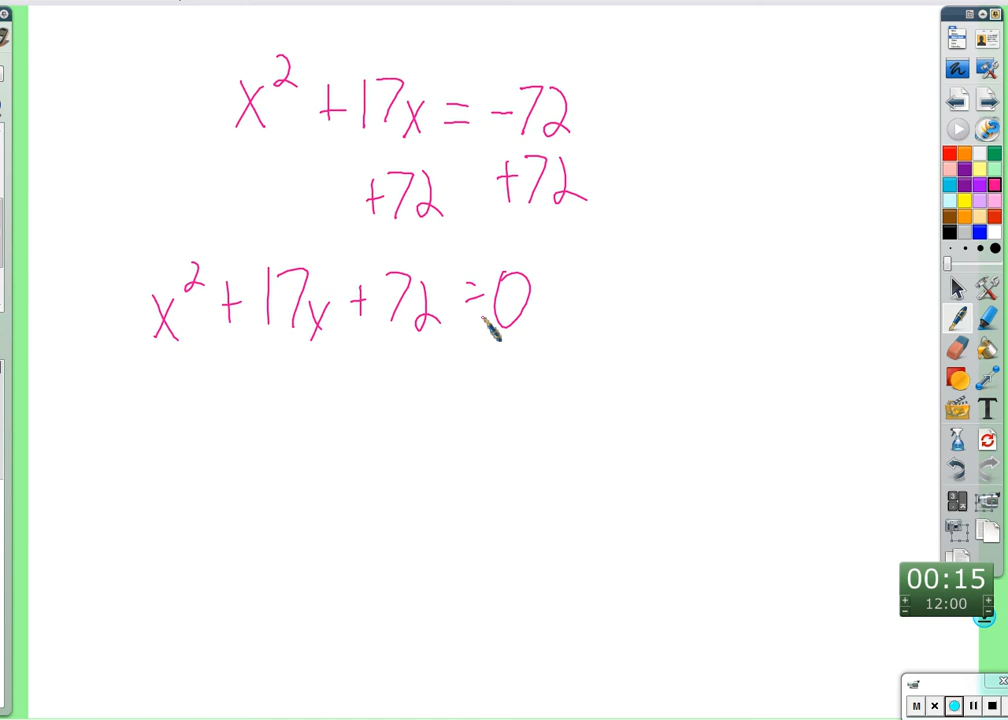 x² + 17x = -72
+72 +72
x² + 17x + 72 = 0
T
00:15
12:00
M